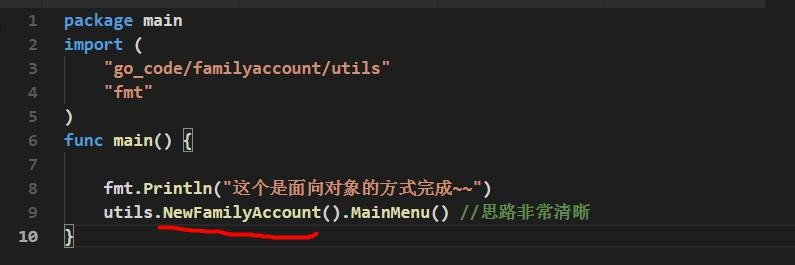 1 package main
2 import (
3 "go_code/familyaccount/utils"
4 "fmt"
5 )
6 func main() {
7
8 fmt.Println("这个是面向对象的方式完成~~")
9 utils.NewFamilyAccount().MainMenu() //思路非常清晰
10 }